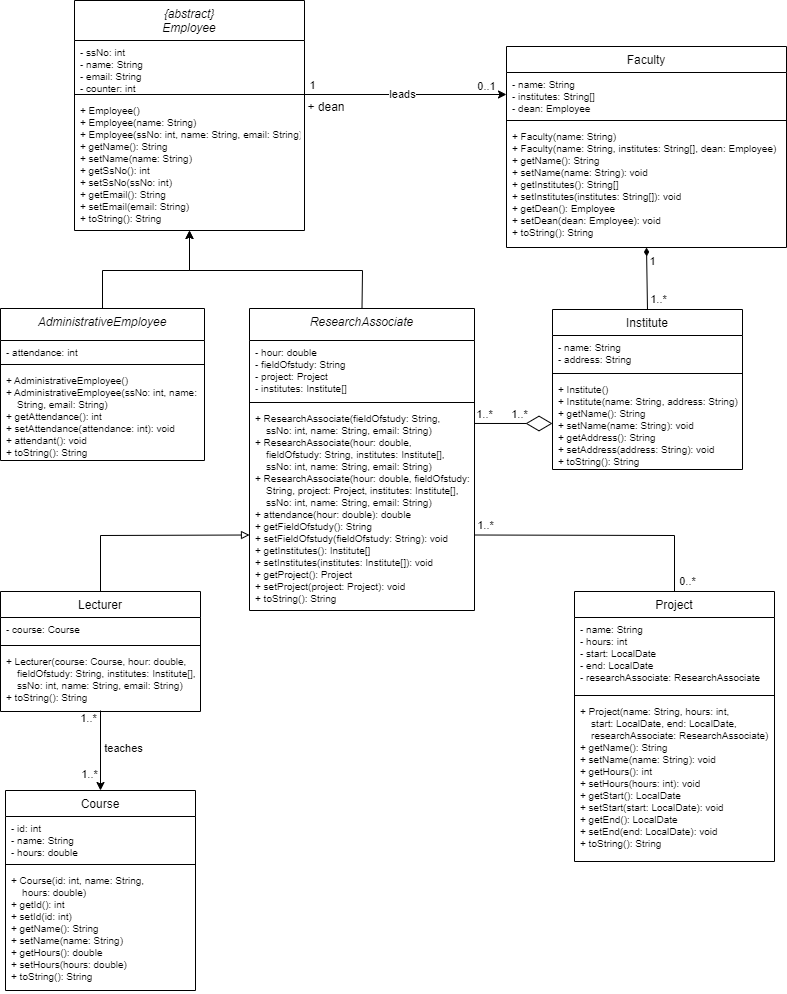 {abstract}
Employee
- ssNo: int
- name: String
- email: String
- counter: int
+ Employee()
+ Employee(name: String)
+ Employee(ssNo: int, name: String, email: String)
+ getName(): String
+ setName(name: String)
+ getSsNo(): int
+ setSsNo(ssNo: int)
+ getEmail(): String
+ setEmail(email: String)
+ toString(): String
1
+ dean
leads
0..1
Faculty
- name: String
- institutes: String[]
- dean: Employee
+ Faculty(name: String)
+ Faculty(name: String, institutes: String[], dean: Employee)
+ getName(): String
+ setName(name: String): void
+ getInstitutes(): String[]
+ setInstitutes(institutes: String[]): void
+ getDean(): Employee
+ setDean(dean: Employee): void
+ toString(): String
1
1..*
AdministrativeEmployee
- attendance: int
+ AdministrativeEmployee()
+ AdministrativeEmployee(ssNo: int, name:
String, email: String)
+ getAttendance(): int
+ setAttendance(attendance: int): void
+ attendant(): void
+ toString(): String
ResearchAssociate
- hour: double
- fieldOfstudy: String
- project: Project
- institutes: Institute[]
+ ResearchAssociate(fieldOfstudy: String,
ssNo: int, name: String, email: String)
+ ResearchAssociate(hour: double,
fieldOfstudy: String, institutes: Institute[],
ssNo: int, name: String, email: String)
+ ResearchAssociate(hour: double, fieldOfstudy:
String, project: Project, institutes: Institute[],
ssNo: int, name: String, email: String)
+ attendance(hour: double): double
+ getFieldOfstudy(): String
+ setFieldOfstudy(fieldOfstudy: String): void
+ getInstitutes(): Institute[]
+ setInstitutes(institutes: Institute[]): void
+ getProject(): Project
+ setProject(project: Project): void
+ toString(): String
1..*
1..*
Institute
- name: String
- address: String
+ Institute()
+ Institute(name: String, address: String)
+ getName(): String
+ setName(name: String): void
+ getAddress(): String
+ setAddress(address: String): void
+ toString(): String
1..*
0..*
Lecturer
- course: Course
+ Lecturer(course: Course, hour: double,
fieldOfstudy: String, institutes: Institute[],
ssNo: int, name: String, email: String)
+ toString(): String
1..*
teaches
1..*
Course
- id: int
- name: String
- hours: double
+ Course(id: int, name: String,
hours: double)
+ getId(): int
+ setId(id: int)
+ getName(): String
+ setName(name: String)
+ getHours(): double
+ setHours(hours: double)
+ toString(): String
Project
- name: String
- hours: int
- start: LocalDate
- end: LocalDate
- researchAssociate: ResearchAssociate
+ Project(name: String, hours: int,
start: LocalDate, end: LocalDate,
researchAssociate: ResearchAssociate)
+ getName(): String
+ setName(name: String): void
+ getHours(): int
+ setHours(hours: int): void
+ getStart(): LocalDate
+ setStart(start: LocalDate): void
+ getEnd(): LocalDate
+ setEnd(end: LocalDate): void
+ toString(): String